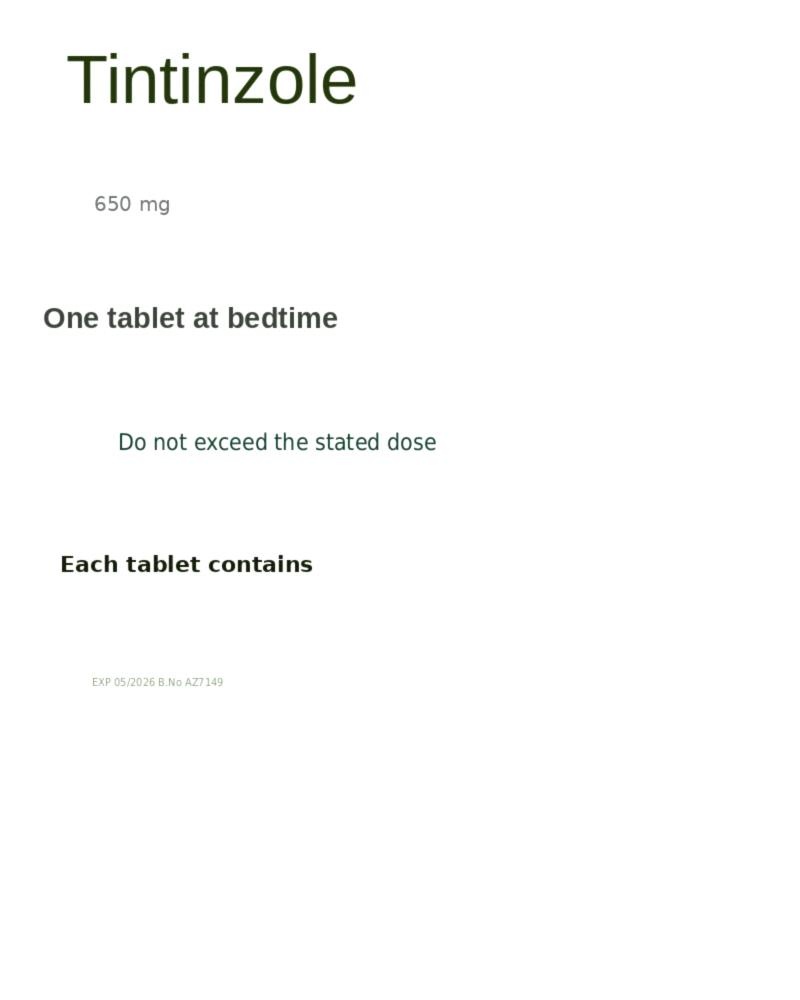 Tintinzole
650 mg
One tablet at bedtime
Do not exceed the stated dose
Each tablet contains
EXP 05/2026 B.No AZ7149